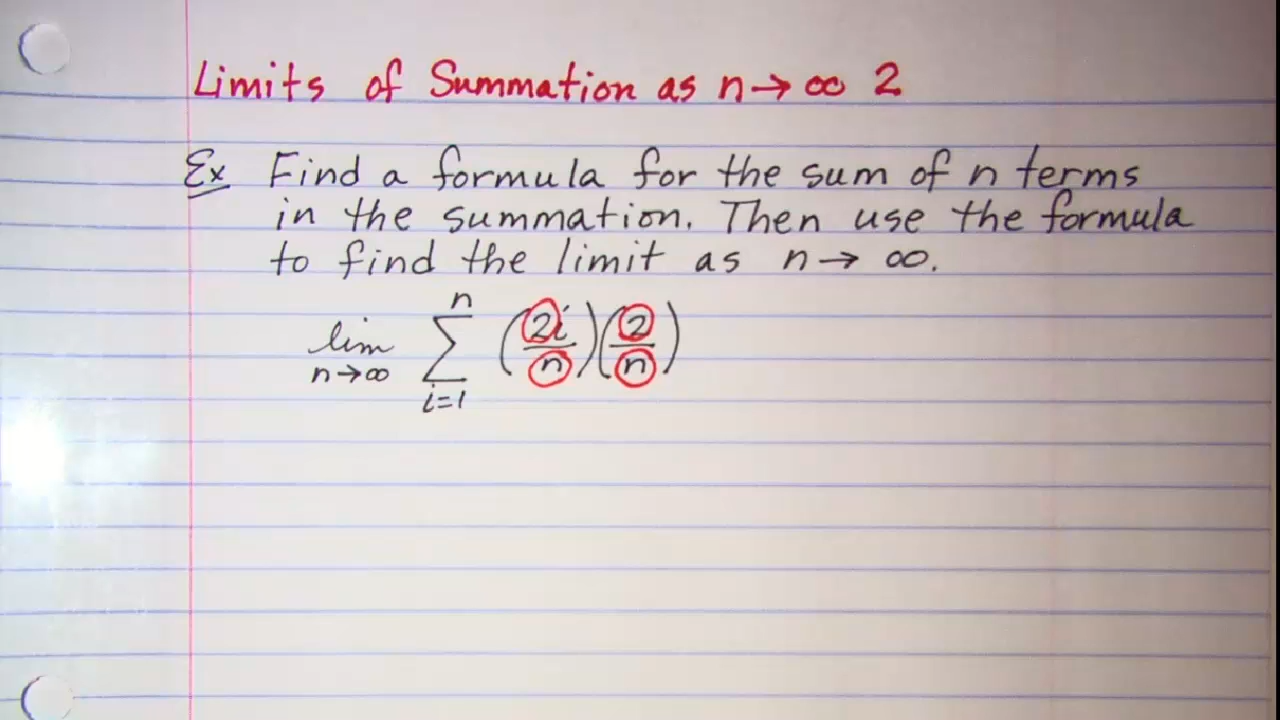 Limits of Summation as n→∞ 2
Ex Find a formula for the sum of n terms
in the summation. Then use the formula
to find the limit as n→ ∞.
lim n→∞ ∑ n i=1 (2i/n)(2/n)